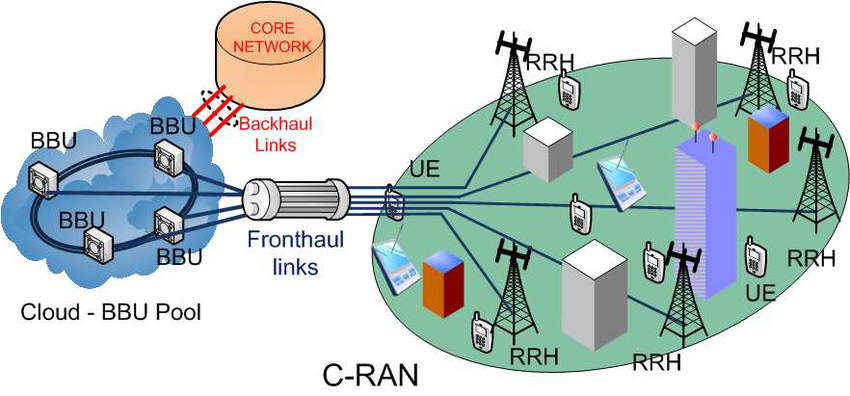 CORE
NETWORK
RRH
RRH
BBU
BBU
Backhaul
Links
UE
BBU
BBU
Fronthaul
links
RRH
UE
Cloud - BBU Pool
RRH
RRH
C-RAN